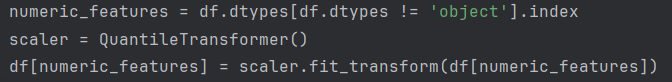 numeric_features = df.dtypes[df.dtypes != 'object'].index
scaler = QuantileTransformer()
df[numeric_features] = scaler.fit_transform(df[numeric_features])